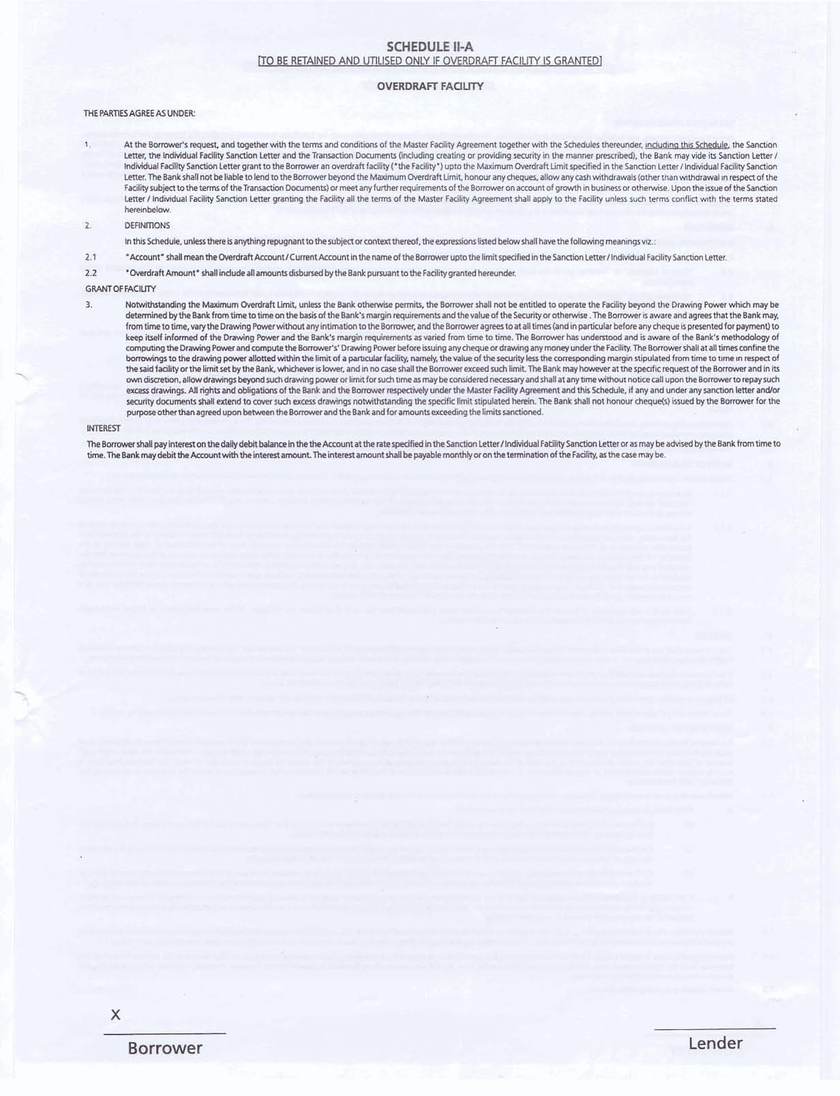 SCHEDULE II-A
[TO BE RETAINED AND UTILISED ONLY IF OVERDRAFT FACILITY IS GRANTED]
OVERDRAFT FACILITY
THE PARTIES AGREE AS UNDER:
1. At the Borrower's request, and together with the terms and conditions of the Master Facility Agreement together with the Schedules thereunder, including this Schedule, the Sanction
Letter, the Individual Facility Sanction Letter and the Transaction Documents (including creating or providing security in the manner prescribed), the Bank may vide its Sanction Letter /
Individual Facility Sanction Letter grant to the Borrower an overdraft facility ("the Facility") upto the Maximum Overdraft Limit specified in the Sanction Letter / Individual Facility Sanction
Letter. The Bank shall not be liable to lend to the Borrower beyond the Maximum Overdraft Limit, honour any cheques, allow any cash withdrawals (other than withdrawal in respect of the
Facility subject to the terms of the Transaction Documents) or meet any further requirements of the Borrower on account of growth in business or otherwise. Upon the issue of the Sanction
Letter / Individual Facility Sanction Letter granting the Facility all the terms of the Master Facility Agreement shall apply to the Facility unless such terms conflict with the terms stated
hereinbelow.
2. DEFINITIONS
In this Schedule, unless there is anything repugnant to the subject or context thereof, the expressions listed below shall have the following meanings viz.:
2.1 "Account" shall mean the Overdraft Account / Current Account in the name of the Borrower upto the limit specified in the Sanction Letter / Individual Facility Sanction Letter.
2.2 "Overdraft Amount" shall include all amounts disbursed by the Bank pursuant to the Facility granted hereunder.
GRANT OF FACILITY
3. Notwithstanding the Maximum Overdraft Limit, unless the Bank otherwise permits, the Borrower shall not be entitled to operate the Facility beyond the Drawing Power which may be
determined by the Bank from time to time on the basis of the Bank's margin requirements and the value of the Security or otherwise . The Borrower is aware and agrees that the Bank may,
from time to time, vary the Drawing Power without any intimation to the Borrower, and the Borrower agrees to at all times (and in particular before any cheque is presented for payment) to
keep itself informed of the Drawing Power and the Bank's margin requirements as varied from time to time. The Borrower has understood and is aware of the Bank's methodology of
computing the Drawing Power and compute the Borrower's' Drawing Power before issuing any cheque or drawing any money under the Facility. The Borrower shall at all times confine the
borrowings to the drawing power allotted within the limit of a particular facility, namely, the value of the security less the corresponding margin stipulated from time to time in respect of
the said facility or the limit set by the Bank, whichever is lower, and in no case shall the Borrower exceed such limit. The Bank may however at the specific request of the Borrower and in its
own discretion, allow drawings beyond such drawing power or limit for such time as may be considered necessary and shall at any time without notice call upon the Borrower to repay such
excess drawings. All rights and obligations of the Bank and the Borrower respectively under the Master Facility Agreement and this Schedule, if any and under any sanction letter and/or
security documents shall extend to cover such excess drawings notwithstanding the specific limit stipulated herein. The Bank shall not honour cheque(s) issued by the Borrower for the
purpose other than agreed upon between the Borrower and the Bank and for amounts exceeding the limits sanctioned.
INTEREST
The Borrower shall pay interest on the daily debit balance in the the Account at the rate specified in the Sanction Letter / Individual Facility Sanction Letter or as may be advised by the Bank from time to
time. The Bank may debit the Account with the interest amount. The interest amount shall be payable monthly or on the termination of the Facility, as the case may be.
X
Borrower
Lender